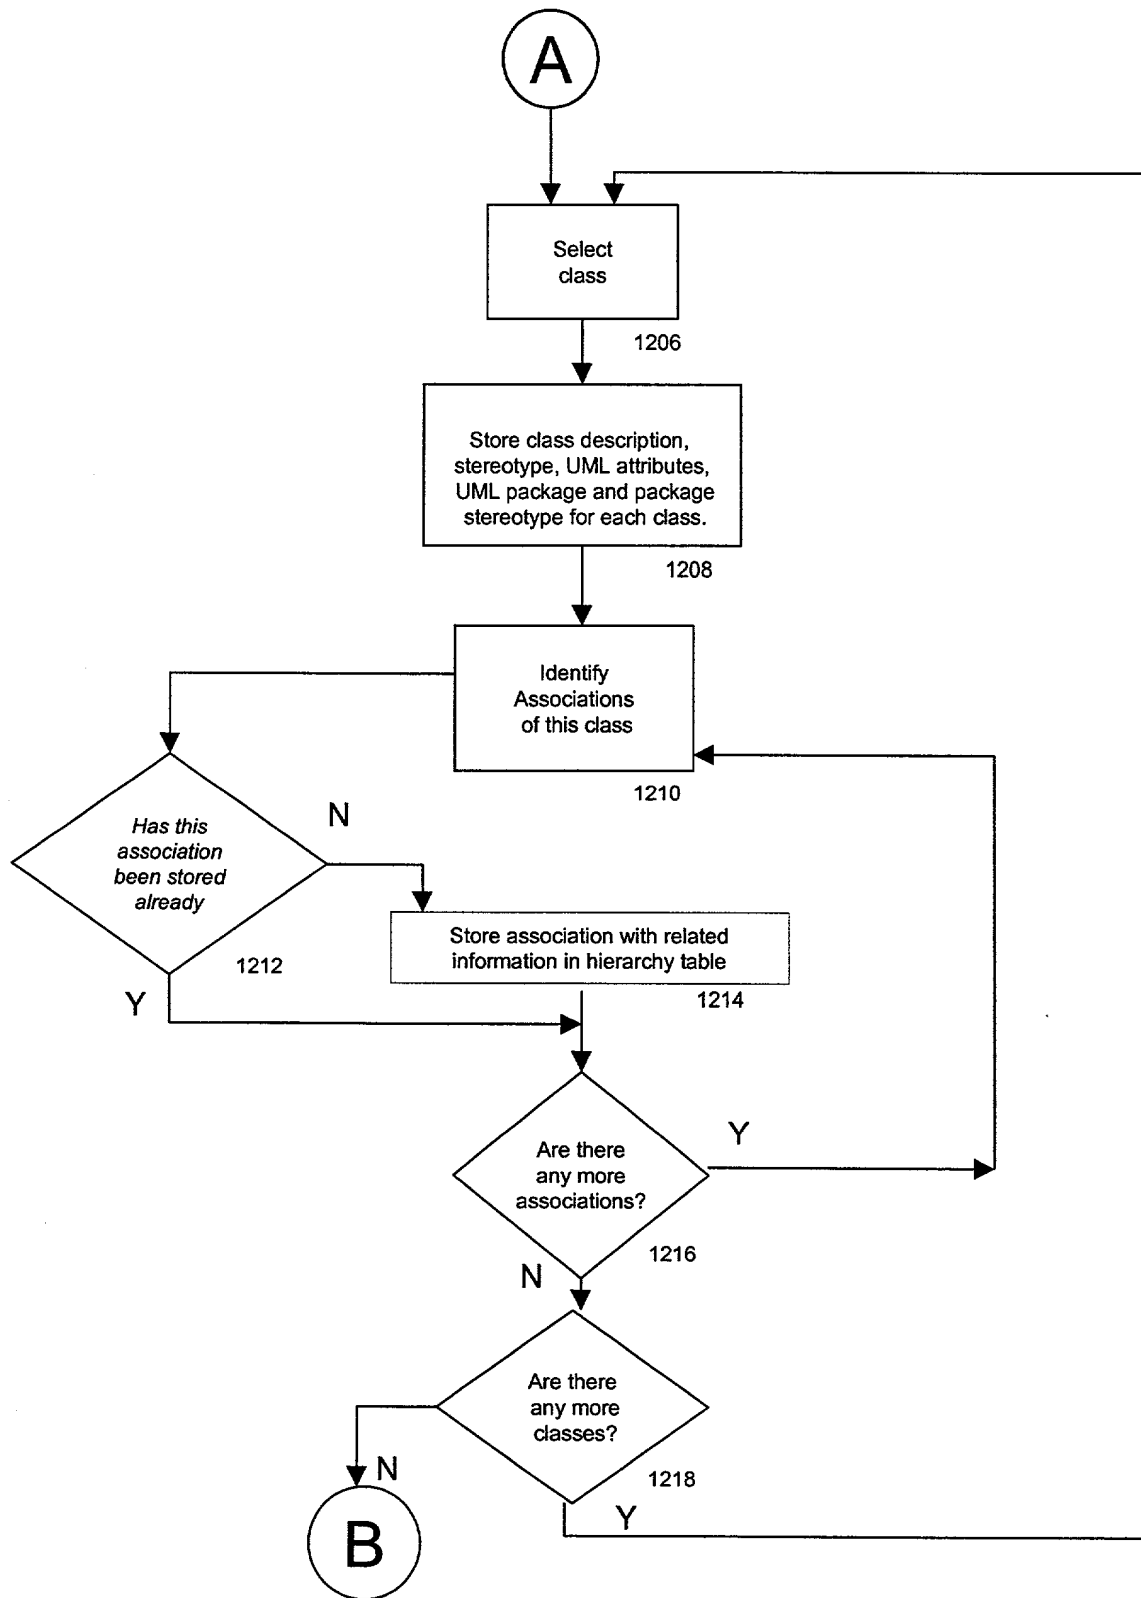 A
Select
class
1206
Store class description,
stereotype, UML attributes,
UML package and package
stereotype for each class.
1208
Identify
Associations
of this class
1210
Has this
association
been stored
already
N
1212
Y
Store association with related
information in hierarchy table
1214
Are there
any more
associations?
Y
1216
N
Are there
any more
classes?
1218
N
Y
B